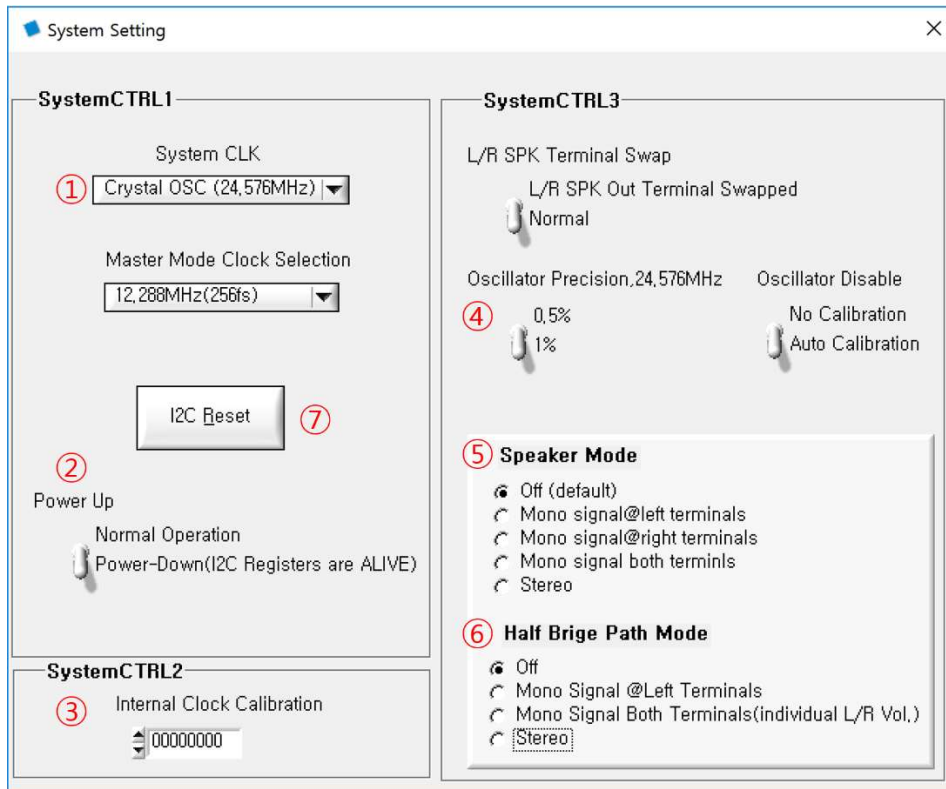 System Setting
SystemCTRL1
System CLK
① Crystal OSC (24,576MHz)
Master Mode Clock Selection
12,288MHz(256fs)
I2C Reset ⑦
②
Power Up
Normal Operation
Power-Down(I2C Registers are ALIVE)
SystemCTRL2
③ Internal Clock Calibration
00000000
SystemCTRL3
L/R SPK Terminal Swap
L/R SPK Out Terminal Swapped
Normal
Oscillator Precision,24,576MHz
④ 0,5%
1%
Oscillator Disable
No Calibration
Auto Calibration
⑤ Speaker Mode
Off (default)
Mono signal@left terminals
Mono signal@right terminals
Mono signal both terminls
Stereo
⑥ Half Brige Path Mode
Off
Mono Signal @Left Terminals
Mono Signal Both Terminals(individual L/R Vol,)
Stereo